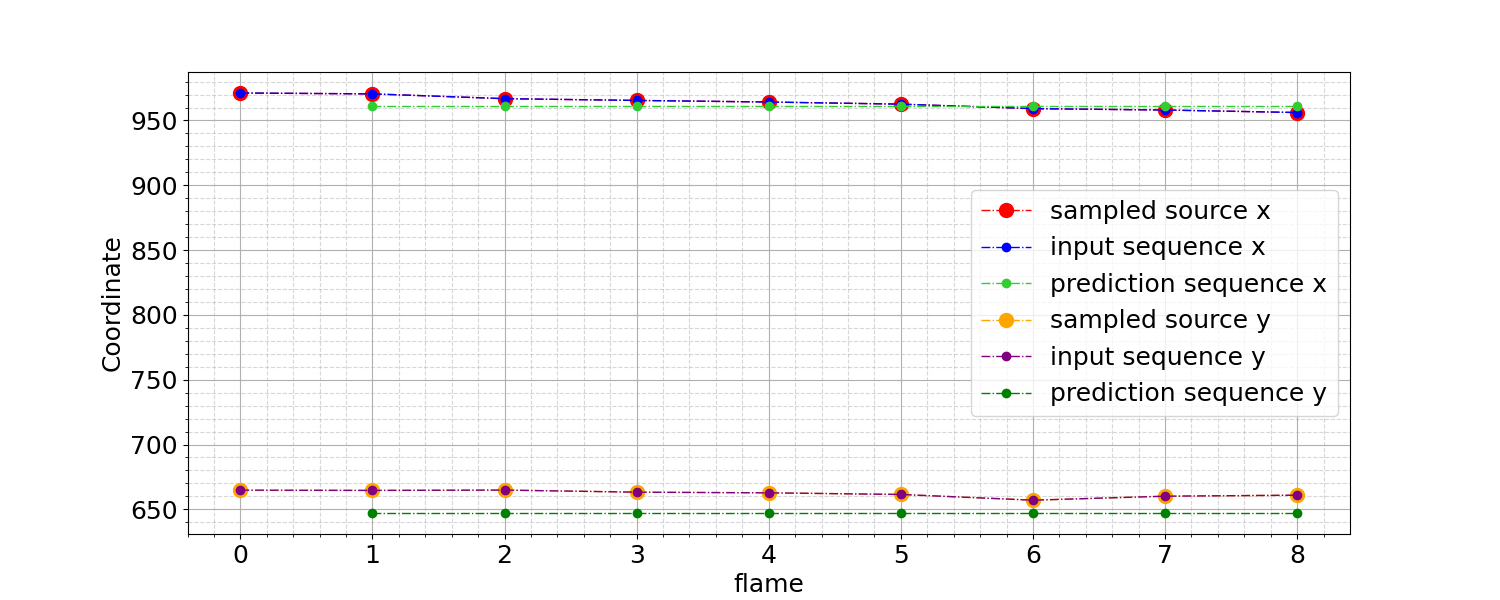 950
900
850
800
750
700
650
Coordinate
sampled source x
input sequence x
prediction sequence x
sampled source y
input sequence y
prediction sequence y
0 1 2 3 4 5 6 7 8
flame